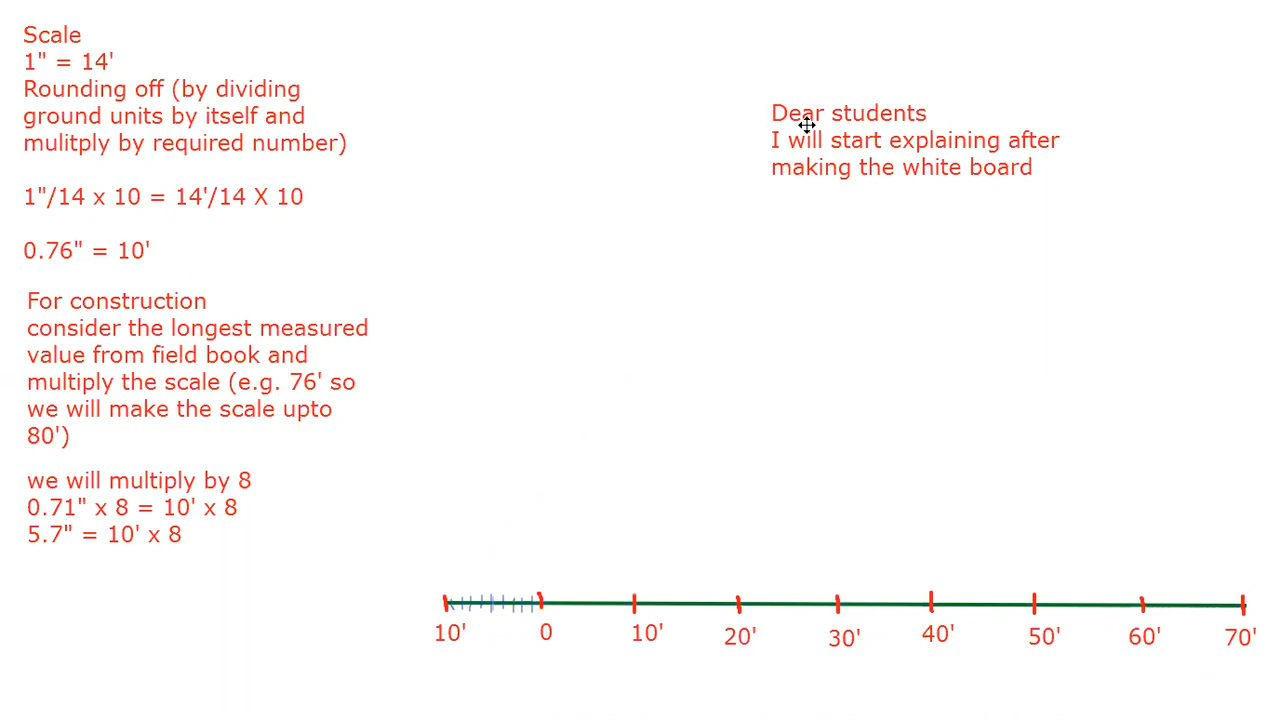 Scale
1" = 14'
Rounding off (by dividing
ground units by itself and
mulitply by required number)
1"/14 x 10 = 14'/14 X 10
0.76" = 10'
For construction
consider the longest measured
value from field book and
multiply the scale (e.g. 76' so
we will make the scale upto
80')
we will multiply by 8
0.71" x 8 = 10' x 8
5.7" = 10' x 8
Dear students
I will start explaining after
making the white board
10' 0 10' 20' 30' 40' 50' 60' 70'